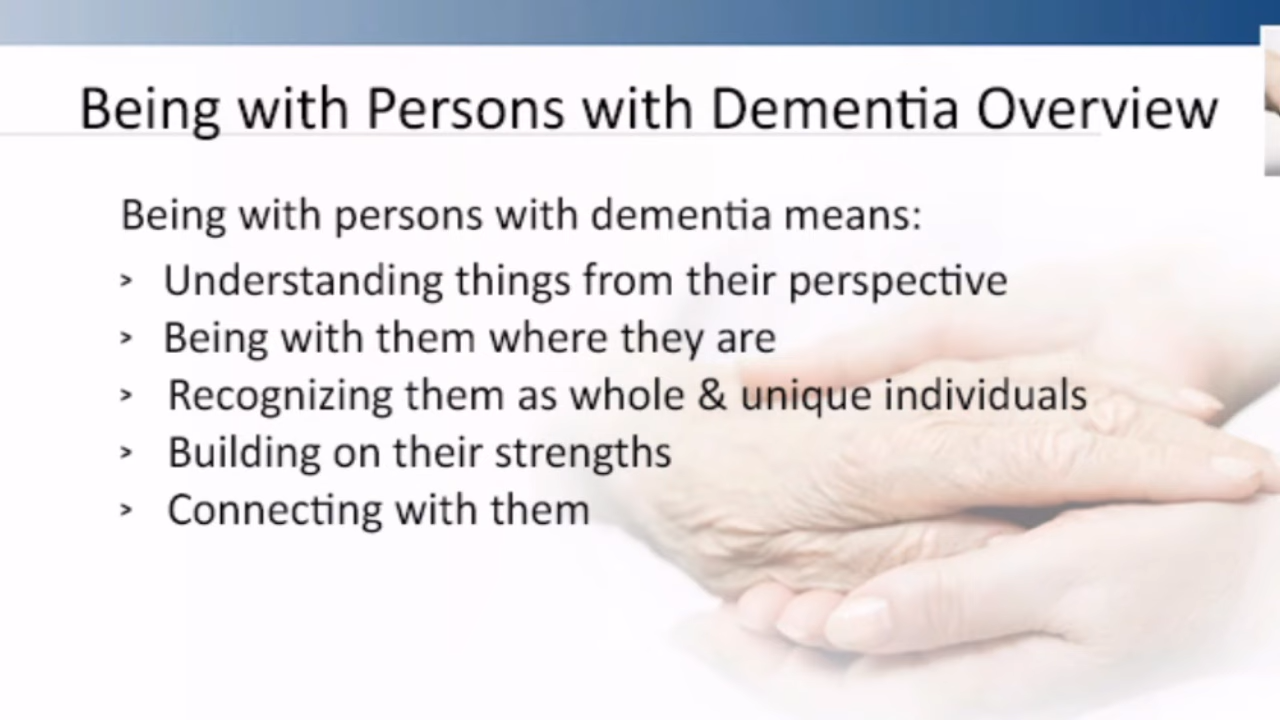 Being with Persons with Dementia Overview
Being with persons with dementia means:
> Understanding things from their perspective
> Being with them where they are
> Recognizing them as whole & unique individuals
> Building on their strengths
> Connecting with them